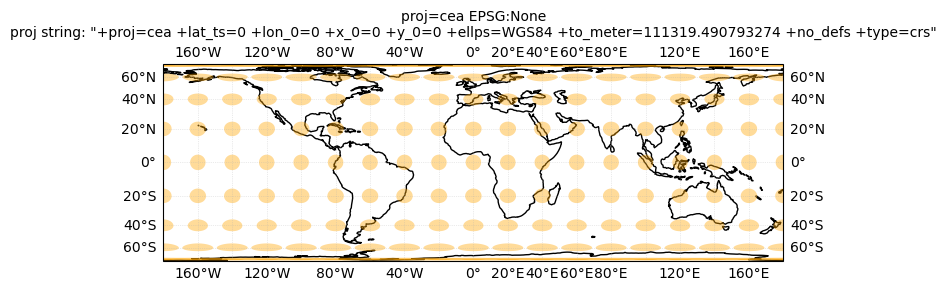 proj=cea EPSG:None
proj string: "+proj=cea +lat_ts=0 +lon_0=0 +x_0=0 +y_0=0 +ellps=WGS84 +to_meter=111319.490793274 +no_defs +type=crs"
160°W 120°W 80°W 40°W 0° 20°E 40°E 60°E 80°E 120°E 160°E
60°N 60°N
40°N 40°N
20°N 20°N
0° 0°
20°S 20°S
40°S 40°S
60°S 60°S
160°W 120°W 80°W 40°W 0° 20°E 40°E 60°E 80°E 120°E 160°E